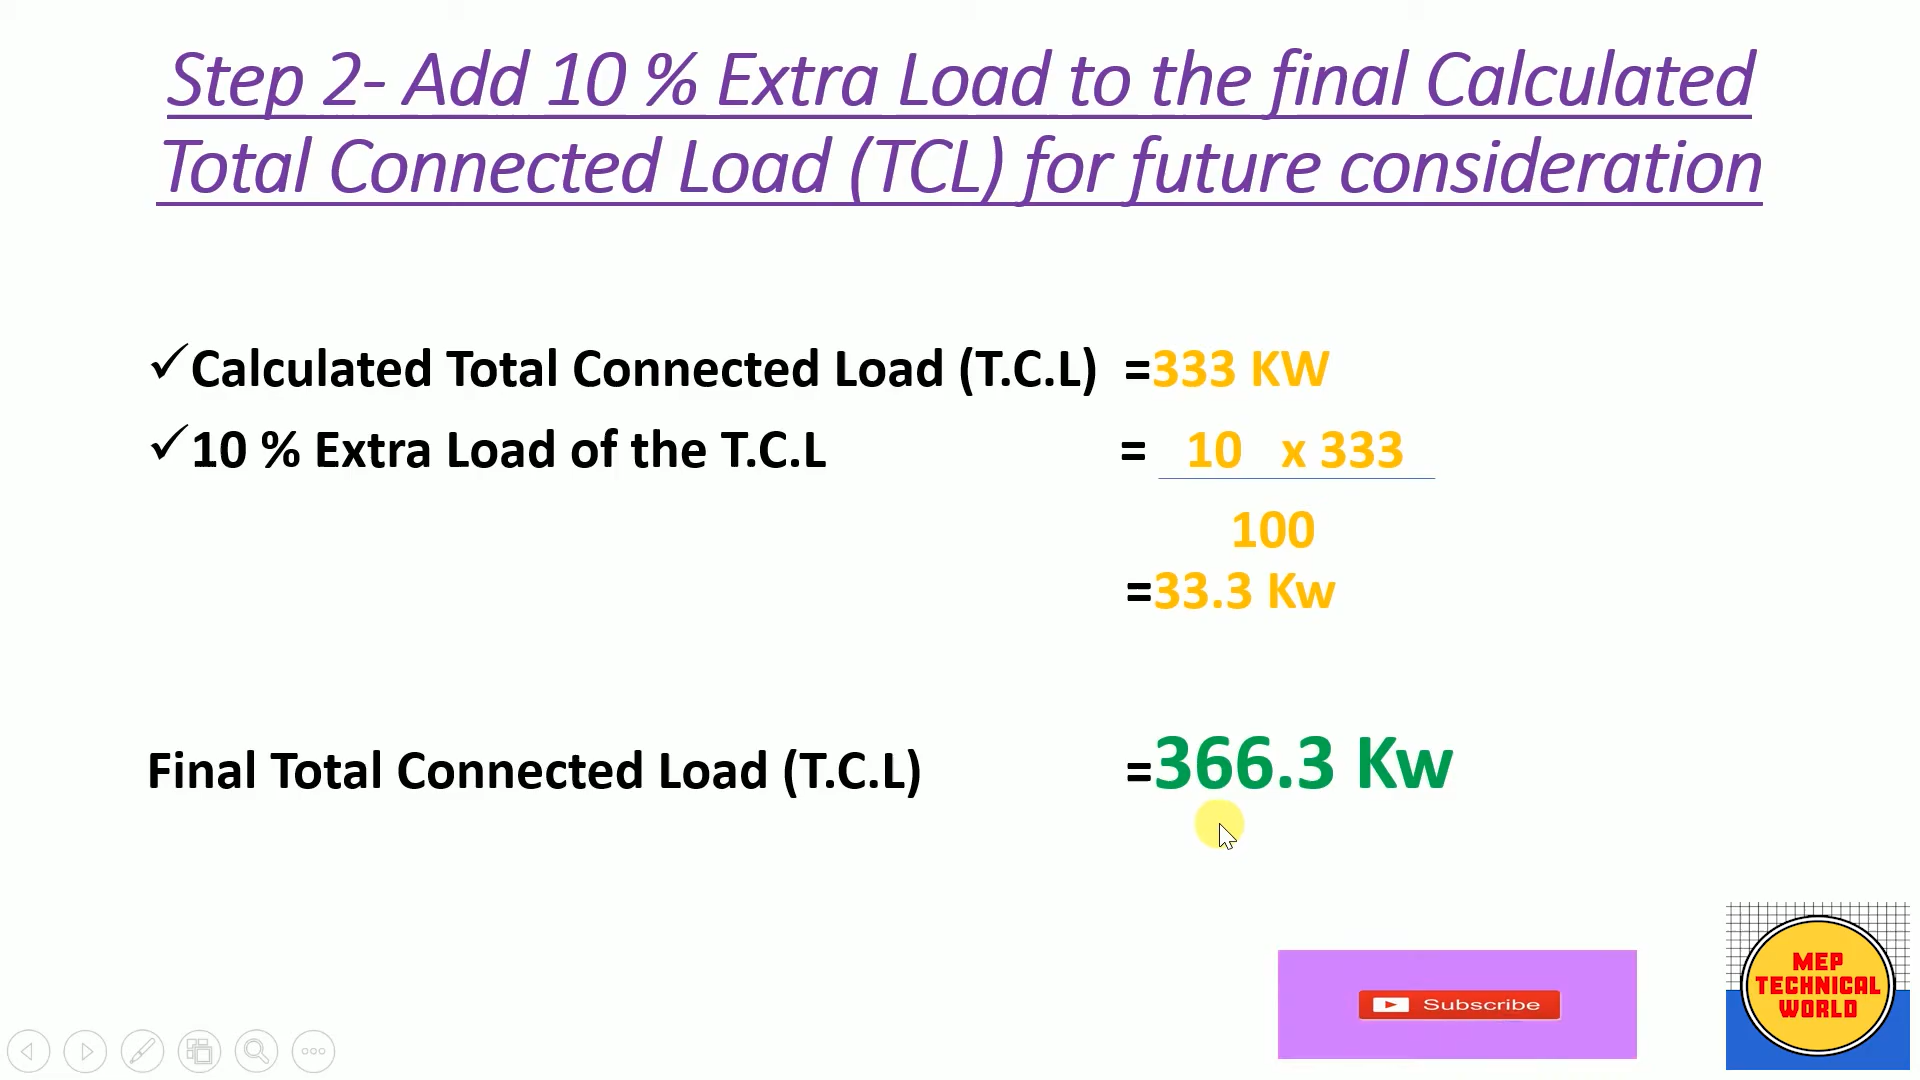 Step 2- Add 10 % Extra Load to the final Calculated
Total Connected Load (TCL) for future consideration
✓Calculated Total Connected Load (T.C.L) =333 KW
✓10 % Extra Load of the T.C.L = 10 x 333
100
=33.3 Kw
Final Total Connected Load (T.C.L) =366.3 Kw
Subscribe
MEP
TECHNICAL
WORLD